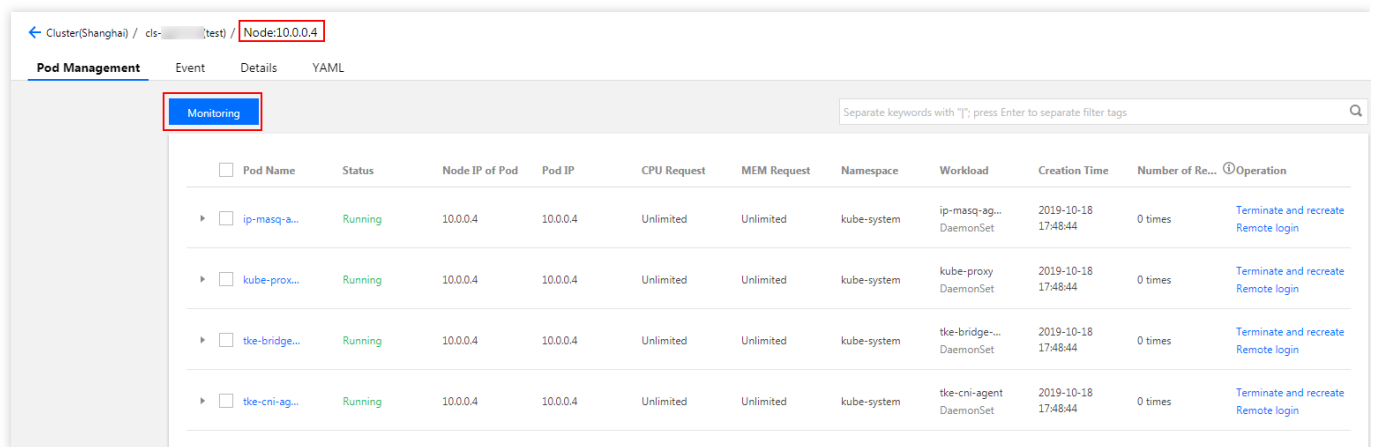 Cluster(Shanghai) / cls- (test) / Node:10.0.0.4
Pod Management Event Details YAML
Monitoring
Separate keywords with "|"; press Enter to separate filter tags
Pod Name Status Node IP of Pod Pod IP CPU Request MEM Request Namespace Workload Creation Time Number of Re... Operation
ip-masq-a... Running 10.0.0.4 10.0.0.4 Unlimited Unlimited kube-system ip-masq-ag... 2019-10-18 0 times Terminate and recreate
DaemonSet 17:48:44 Remote login
kube-prox... Running 10.0.0.4 10.0.0.4 Unlimited Unlimited kube-system kube-proxy 2019-10-18 0 times Terminate and recreate
DaemonSet 17:48:44 Remote login
tke-bridge... Running 10.0.0.4 10.0.0.4 Unlimited Unlimited kube-system tke-bridge-... 2019-10-18 0 times Terminate and recreate
DaemonSet 17:48:44 Remote login
tke-cni-ag... Running 10.0.0.4 10.0.0.4 Unlimited Unlimited kube-system tke-cni-agent 2019-10-18 0 times Terminate and recreate
DaemonSet 17:48:44 Remote login